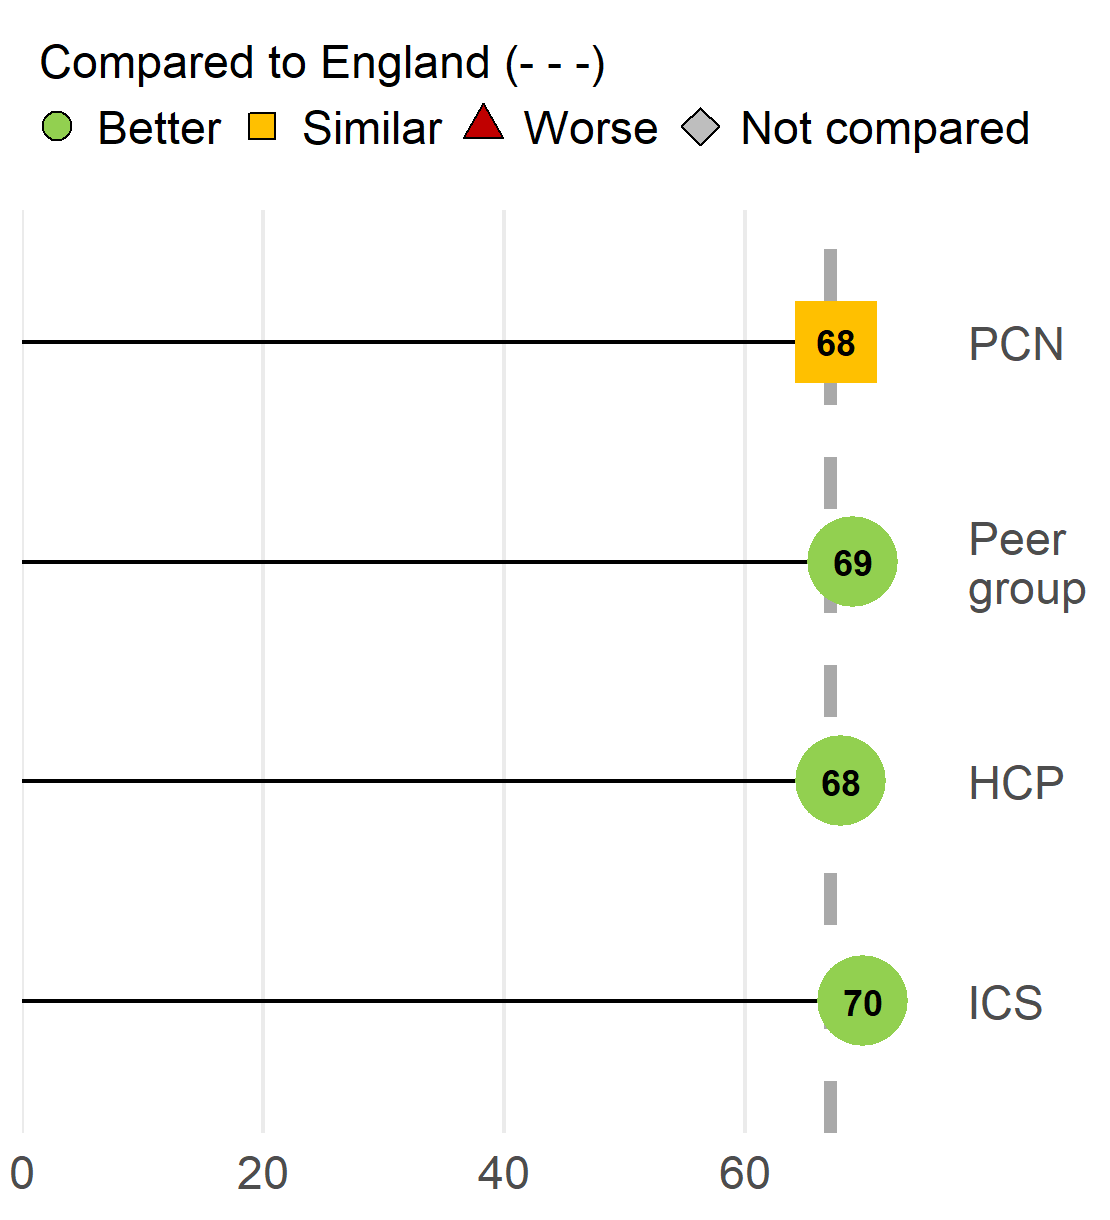 Compared to England (- - -)
Better Similar Worse Not compared
68 PCN
69 Peer
group
68 HCP
70 ICS
0 20 40 60